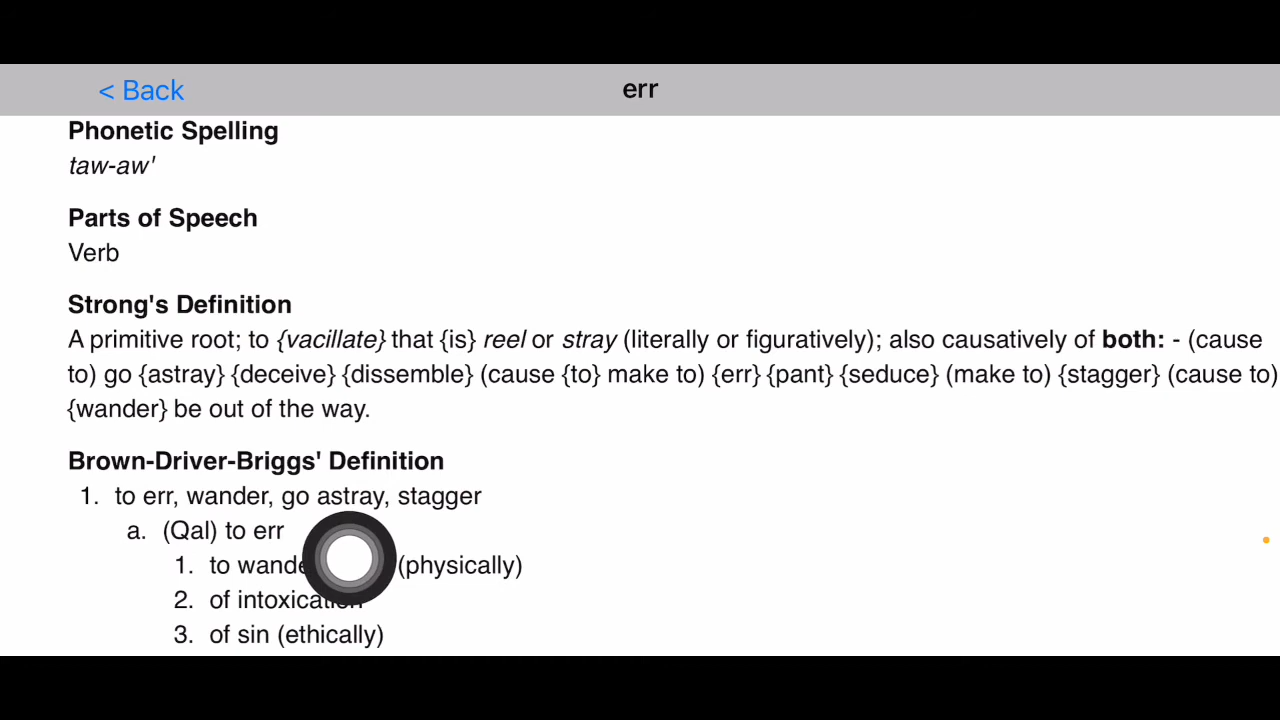 < Back
err
Phonetic Spelling
taw-aw'
Parts of Speech
Verb
Strong's Definition
A primitive root; to {vacillate} that {is} reel or stray (literally or figuratively); also causatively of both: - (cause
to) go {astray} {deceive} {dissemble} (cause {to} make to) {err} {pant} {seduce} (make to) {stagger} (cause to)
{wander} be out of the way.
Brown-Driver-Briggs' Definition
1. to err, wander, go astray, stagger
a. (Qal) to err
1. to (physically)
2. of intoxication
3. of sin (ethically)